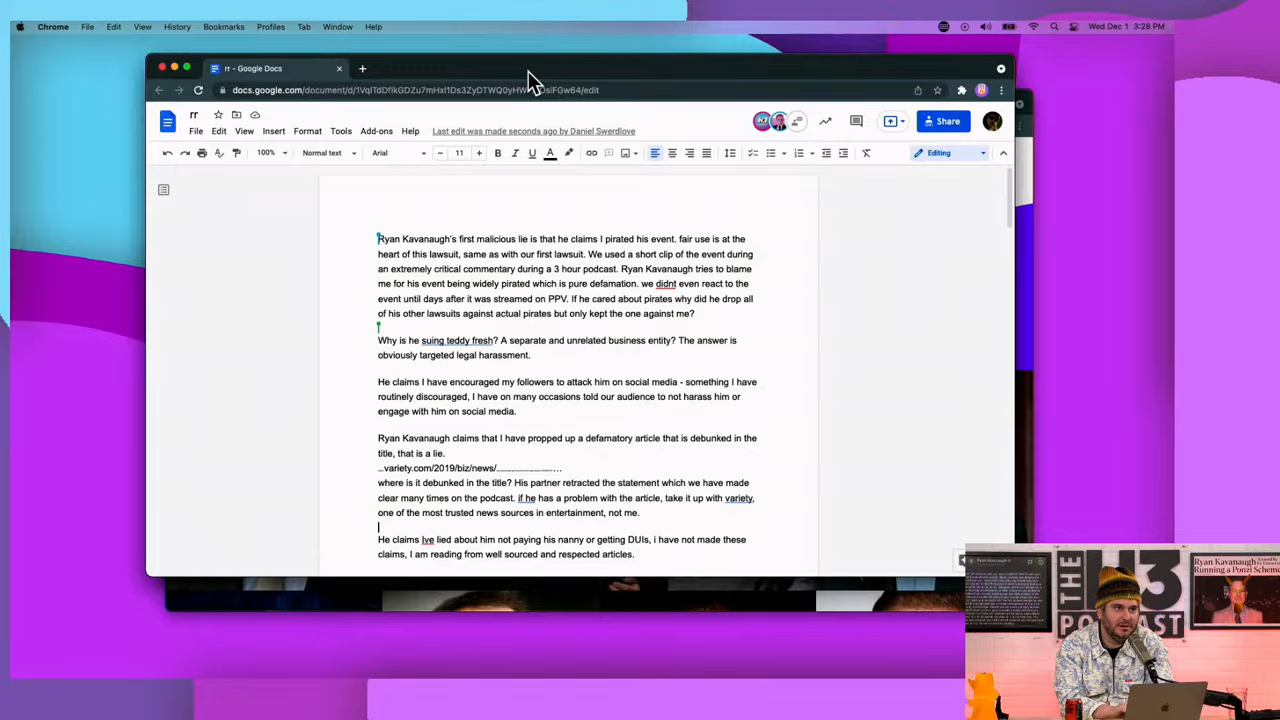 Chrome File Edit View History Bookmarks Profiles Tab Window Help
Wed Dec 1 3:28 PM
rr - Google Docs
rr
Share
File Edit View Insert Format Tools Add-ons Help
Last edit was made seconds ago by Daniel Swerdlove
100% Normal text Arial 11 B I U A Editing
Ryan Kavanaugh's first malicious lie is that he claims I pirated his event. fair use is at the
heart of this lawsuit, same as with our first lawsuit. We used a short clip of the event during
an extremely critical commentary during a 3 hour podcast. Ryan Kavanaugh tries to blame
me for his event being widely pirated which is pure defamation. we didnt even react to the
event until days after it was streamed on PPV. If he cared about pirates why did he drop all
of his other lawsuits against actual pirates but only kept the one against me?
Why is he suing teddy fresh? A separate and unrelated business entity? The answer is
obviously targeted legal harassment.
He claims I have encouraged my followers to attack him on social media - something I have
routinely discouraged, I have on many occasions told our audience to not harass him or
engage with him on social media.
Ryan Kavanaugh claims that I have propped up a defamatory article that is debunked in the
title, that is a lie.
...variety.com/2019/biz/news/
where is it debunked in the title? His partner retracted the statement which we have made
clear many times on the podcast. if he has a problem with the article, take it up with variety,
one of the most trusted news sources in entertainment, not me.
He claims Ive lied about him not paying his nanny or getting DUIs, i have not made these
claims, I am reading from well sourced and respected articles.
THE H3 PODCAST
Ryan Kavanaugh
Running a Ponzi Scheme